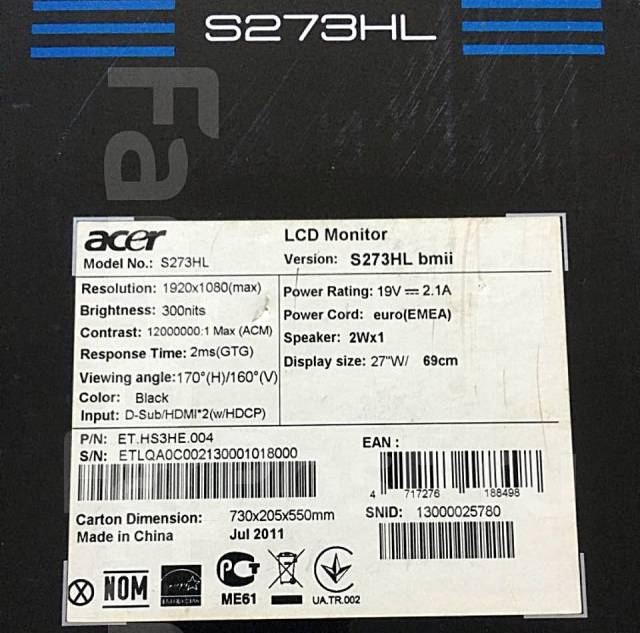 S273HL
acer
Model No.: S273HL
LCD Monitor
Version: S273HL bmii
Resolution: 1920x1080(max)
Brightness: 300nits
Contrast: 12000000:1 Max (ACM)
Response Time: 2ms(GTG)
Viewing angle:170°(H)/160°(V)
Color: Black
Input: D-Sub/HDMI*2(w/HDCP)
Power Rating: 19V ⎓ 2.1A
Power Cord: euro(EMEA)
Speaker: 2Wx1
Display size: 27"W/ 69cm
P/N: ET.HS3HE.004
S/N: ETLQA0C002130001018000
EAN :
4 717276 188498
SNID: 13000025780
Carton Dimension: 730x205x550mm
Made in China Jul 2011
NOM
ME61
UA.TR.002